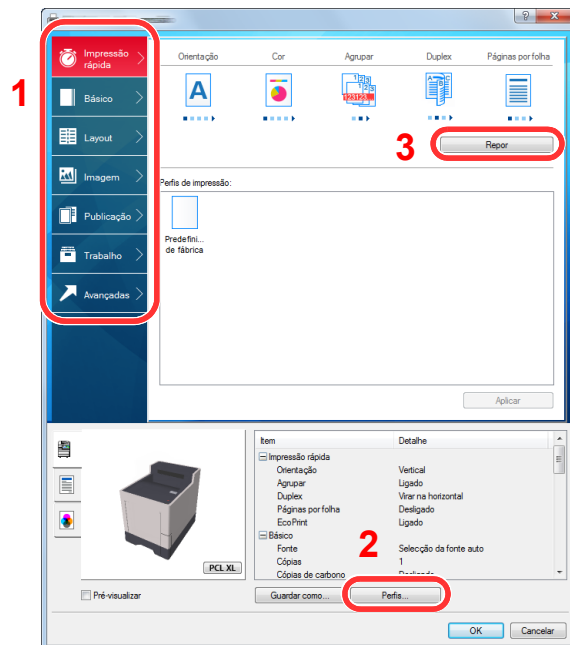 ? X
1
Impressão
rápida
Básico
Layout
Imagem
Publicação
Trabalho
Avançadas
Orientação Cor Agrupar Duplex Páginas por folha
A 123 123123 A B C
3
Repor
Perfis de impressão:
Predefini...
de fábrica
Aplicar
PCL XL
Item Detalhe
Impressão rápida
Orientação Vertical
Agrupar Ligado
Duplex Virar na horizontal
Páginas por folha Desligado
EcoPrint Ligado
Básico
Fonte Selecção da fonte auto
Cópias 1
Cópias de carbono Desligado
2
Pré-visualizar
Guardar como... Perfis...
OK Cancelar